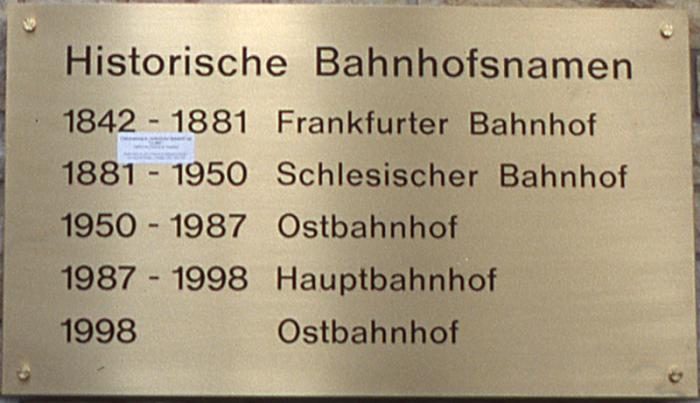 Historische Bahnhofsnamen
1842 - 1881 Frankfurter Bahnhof
1881 - 1950 Schlesischer Bahnhof
1950 - 1987 Ostbahnhof
1987 - 1998 Hauptbahnhof
1998 Ostbahnhof